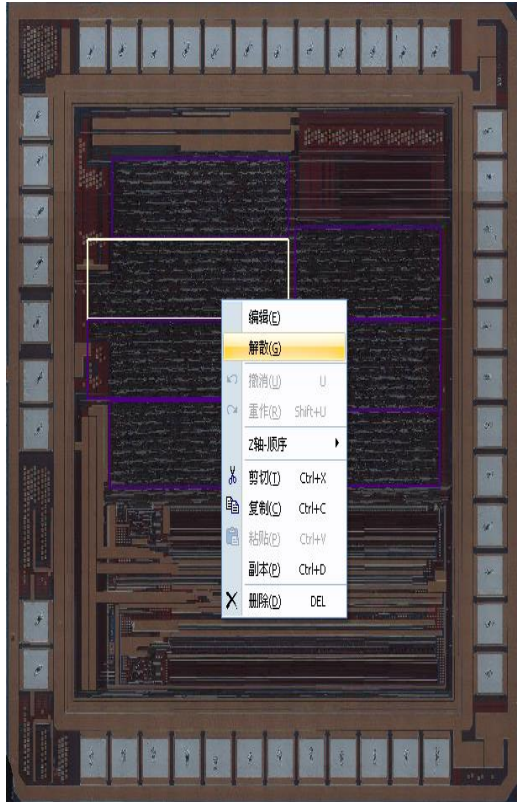 编辑(E)
解散(G)
撤消(U) U
重作(R) Shift+U
Z轴-顺序
剪切(T) Ctrl+X
复制(C) Ctrl+C
粘贴(P) Ctrl+V
副本(P) Ctrl+D
删除(D) DEL